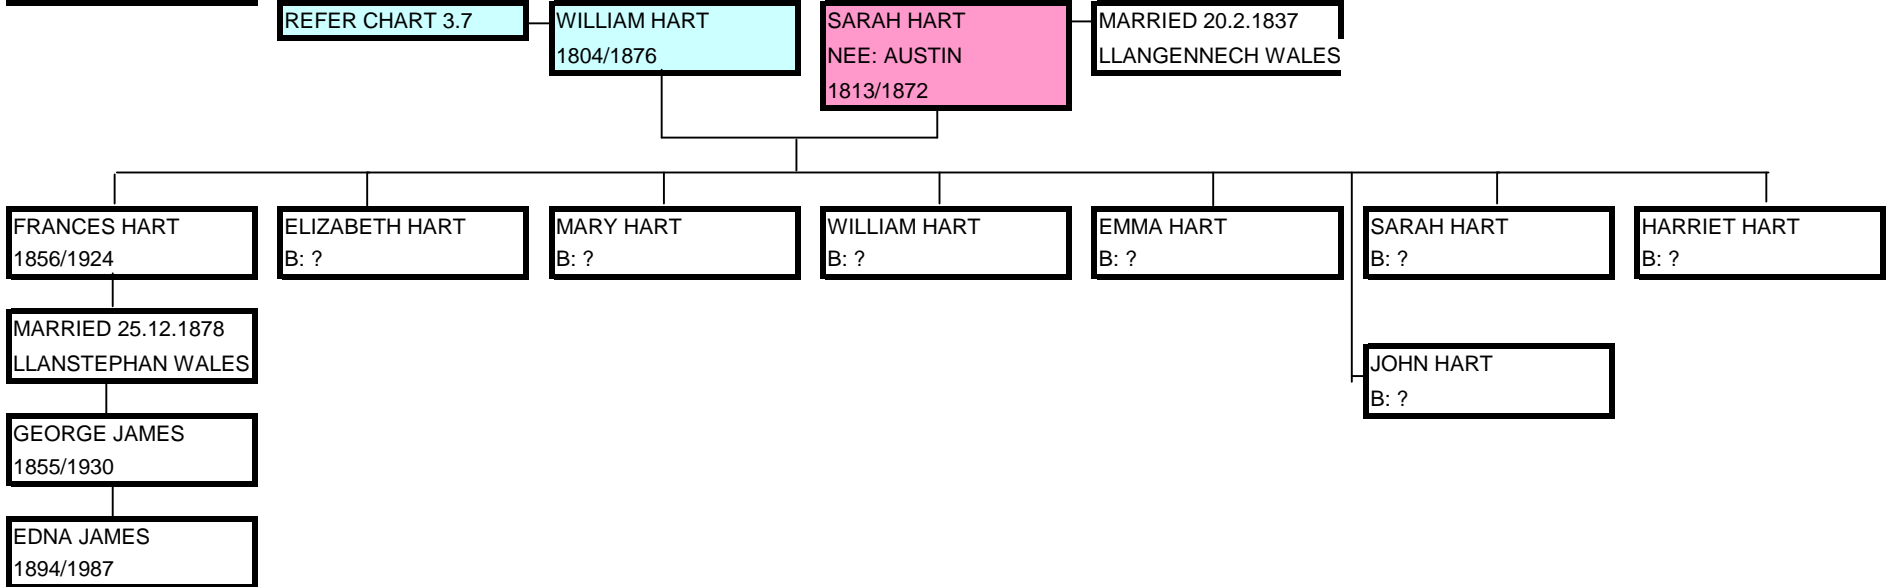 REFER CHART 3.7
WILLIAM HART
1804/1876
SARAH HART
NEE: AUSTIN
1813/1872
MARRIED 20.2.1837
LLANGENNECH WALES
FRANCES HART
1856/1924
ELIZABETH HART
B: ?
MARY HART
B: ?
WILLIAM HART
B: ?
EMMA HART
B: ?
SARAH HART
B: ?
HARRIET HART
B: ?
MARRIED 25.12.1878
LLANSTEPHAN WALES
JOHN HART
B: ?
GEORGE JAMES
1855/1930
EDNA JAMES
1894/1987